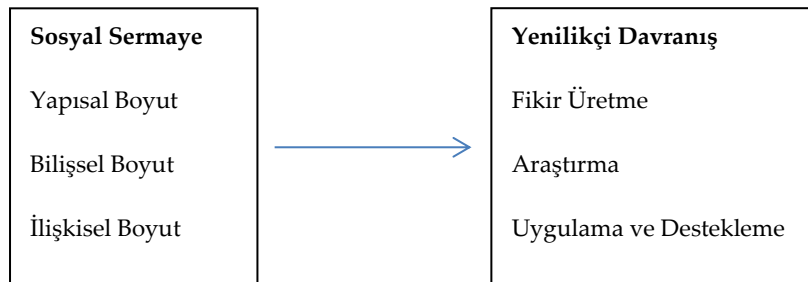 Sosyal Sermaye
Yapısal Boyut
Bilişsel Boyut
İlişkisel Boyut
Yenilikçi Davranış
Fikir Üretme
Araştırma
Uygulama ve Destekleme